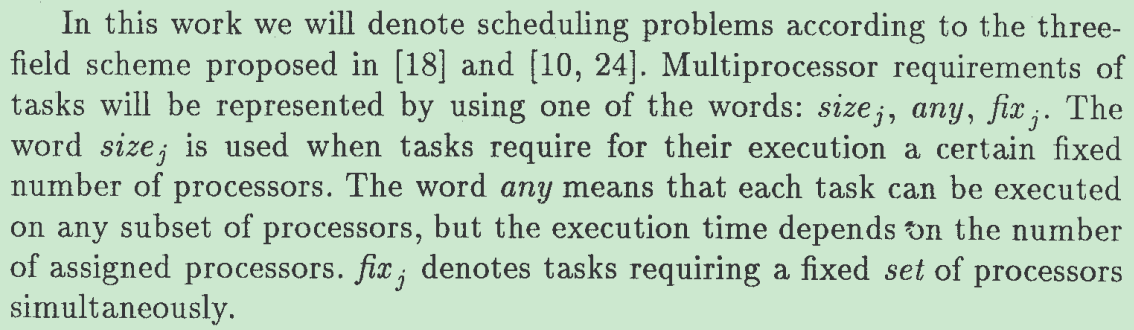 In this work we will denote scheduling problems according to the three-
field scheme proposed in [18] and [10, 24]. Multiprocessor requirements of
tasks will be represented by using one of the words: size_j, any, fix_j. The
word size_j is used when tasks require for their execution a certain fixed
number of processors. The word any means that each task can be executed
on any subset of processors, but the execution time depends on the number
of assigned processors. fix_j denotes tasks requiring a fixed set of processors
simultaneously.